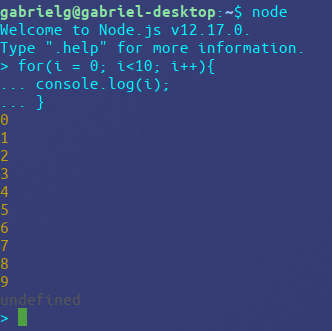 gabrielg@gabriel-desktop:~$ node
Welcome to Node.js v12.17.0.
Type ".help" for more information.
> for(i = 0; i<10; i++){
... console.log(i);
... }
0
1
2
3
4
5
6
7
8
9
undefined
>